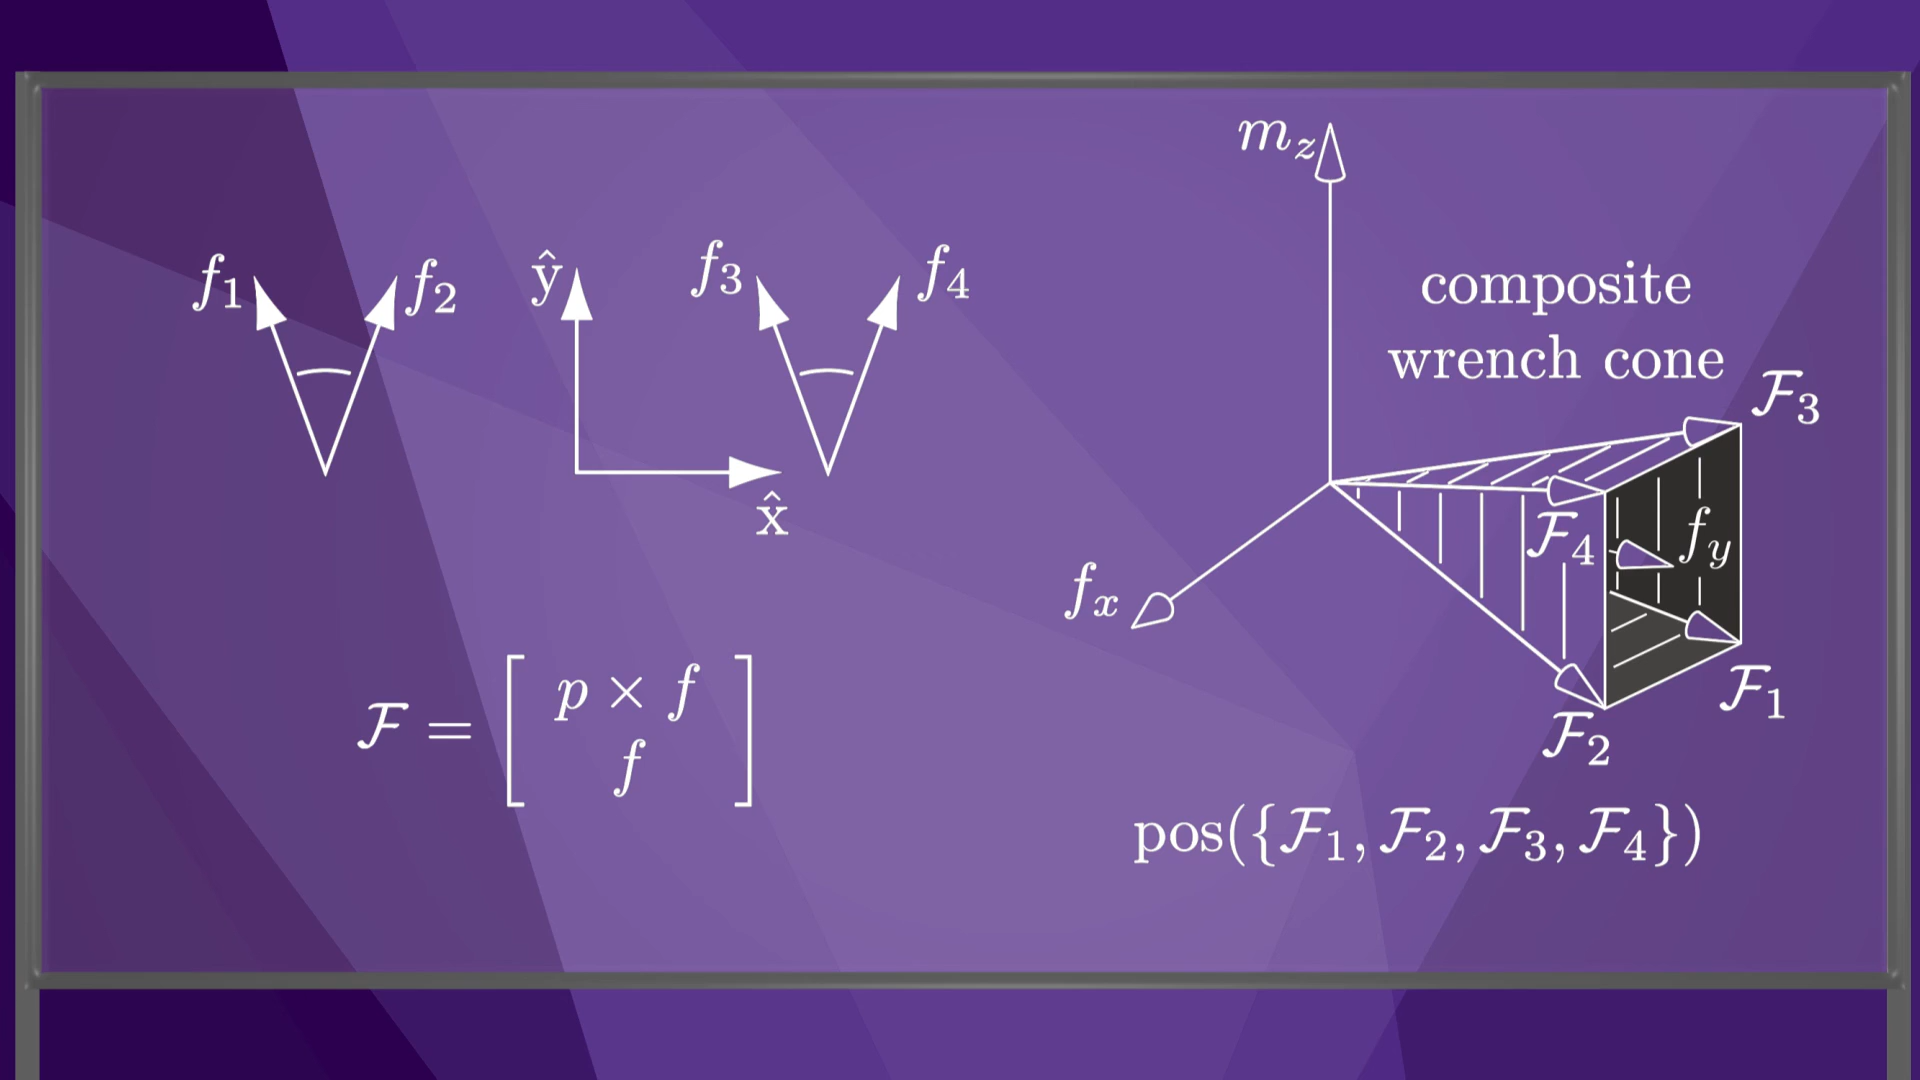 f₁
f₂
ŷ
x̂
f₃
f₄
ℱ = [ p × f
f ]
m_z
composite
wrench cone
ℱ₃
ℱ₄
f_y
f_x
ℱ₁
ℱ₂
pos({ℱ₁, ℱ₂, ℱ₃, ℱ₄})